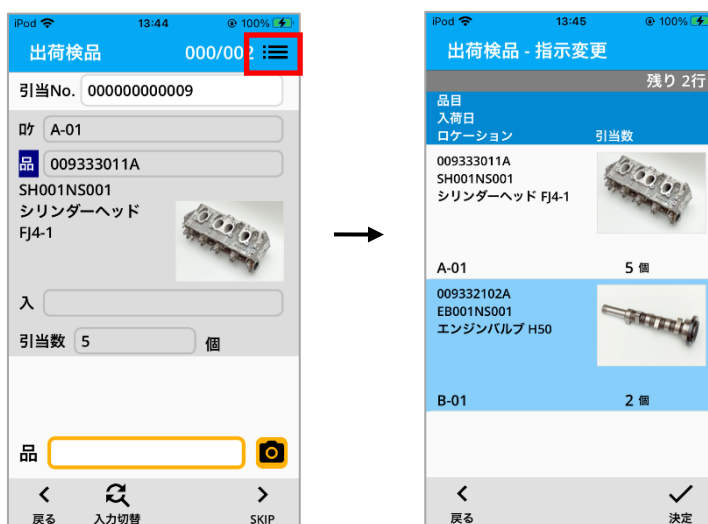 iPod 13:44 100%
出荷検品 000/002
引当No. 000000000009
ﾛｹ A-01
品 009333011A
SH001NS001
シリンダーヘッド
FJ4-1
入
引当数 5 個
品
戻る 入力切替 SKIP
iPod 13:45 100%
出荷検品 - 指示変更
残り 2行
品目
入荷日
ロケーション 引当数
009333011A
SH001NS001
シリンダーヘッド FJ4-1
A-01 5 個
009332102A
EB001NS001
エンジンバルブ H50
B-01 2 個
戻る 決定